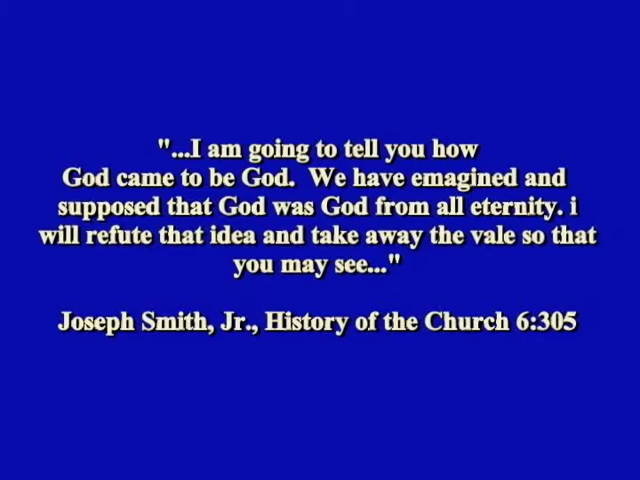 "...I am going to tell you how
God came to be God. We have emagined and
supposed that God was God from all eternity. i
will refute that idea and take away the vale so that
you may see..."
Joseph Smith, Jr., History of the Church 6:305